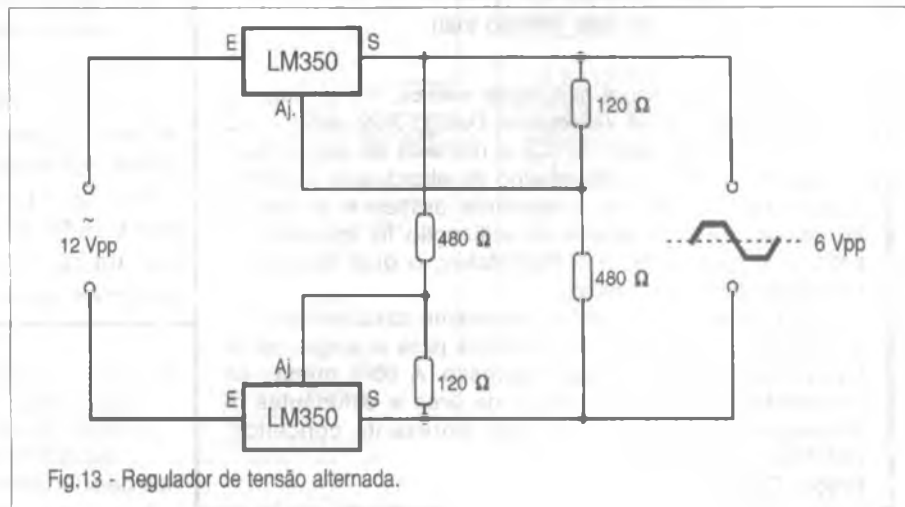 E
LM350
S
Aj.
120 Ω
~
12 Vpp
480 Ω
480 Ω
6 Vpp
Aj
120 Ω
E
LM350
S
Fig.13 - Regulador de tensão alternada.